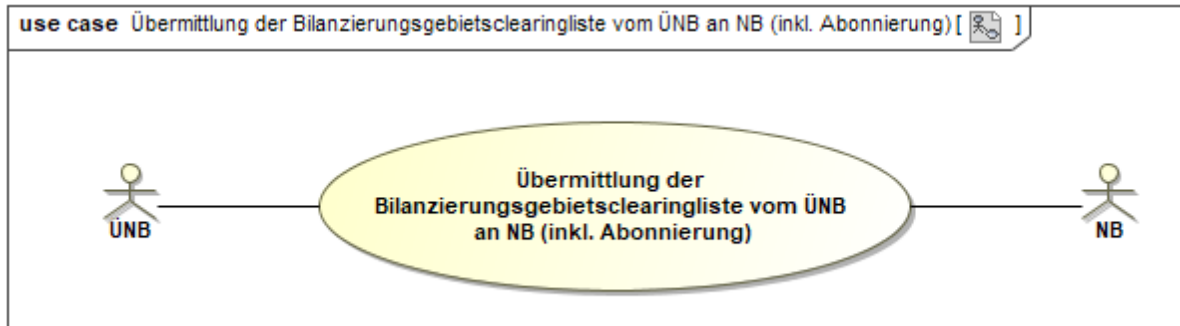 use case Übermittlung der Bilanzierungsgebietsclearingliste vom ÜNB an NB (inkl. Abonnierung) [ ]
Übermittlung der
Bilanzierungsgebietsclearingliste vom ÜNB
an NB (inkl. Abonnierung)
ÜNB
NB